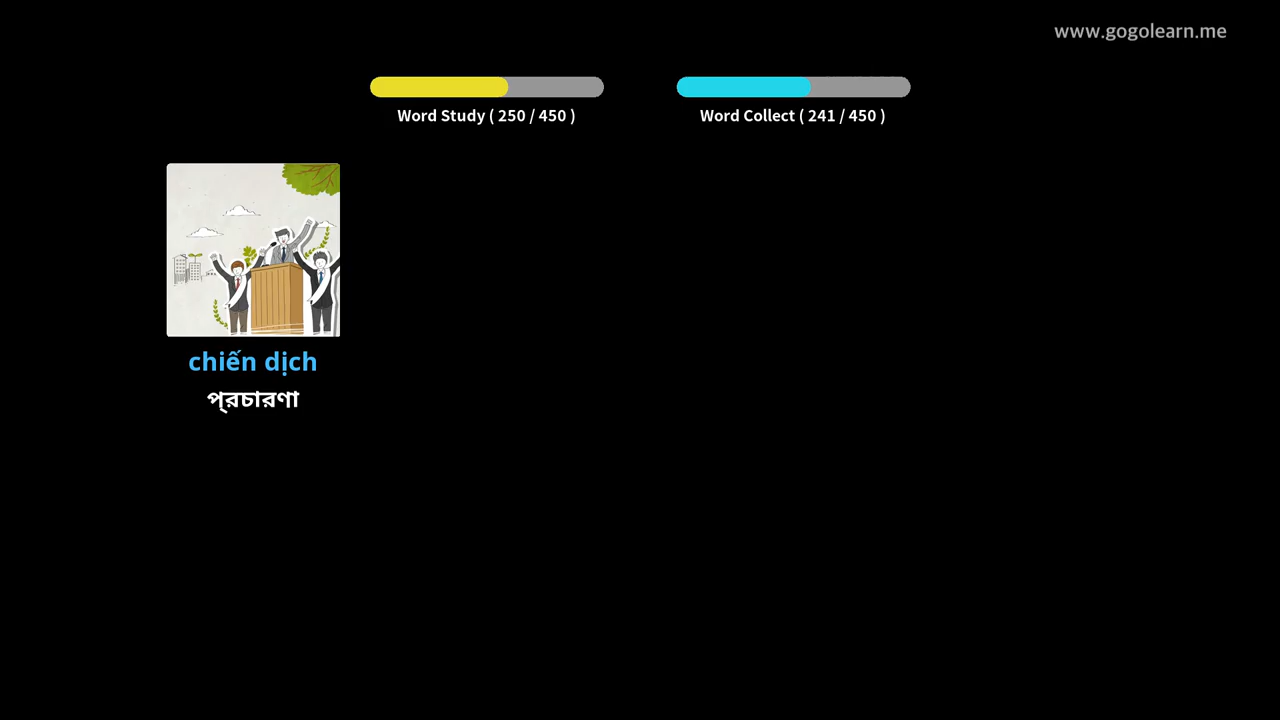 www.gogolearn.me
Word Study ( 250 / 450 )
Word Collect ( 241 / 450 )
chiến dịch
প্রচারণা